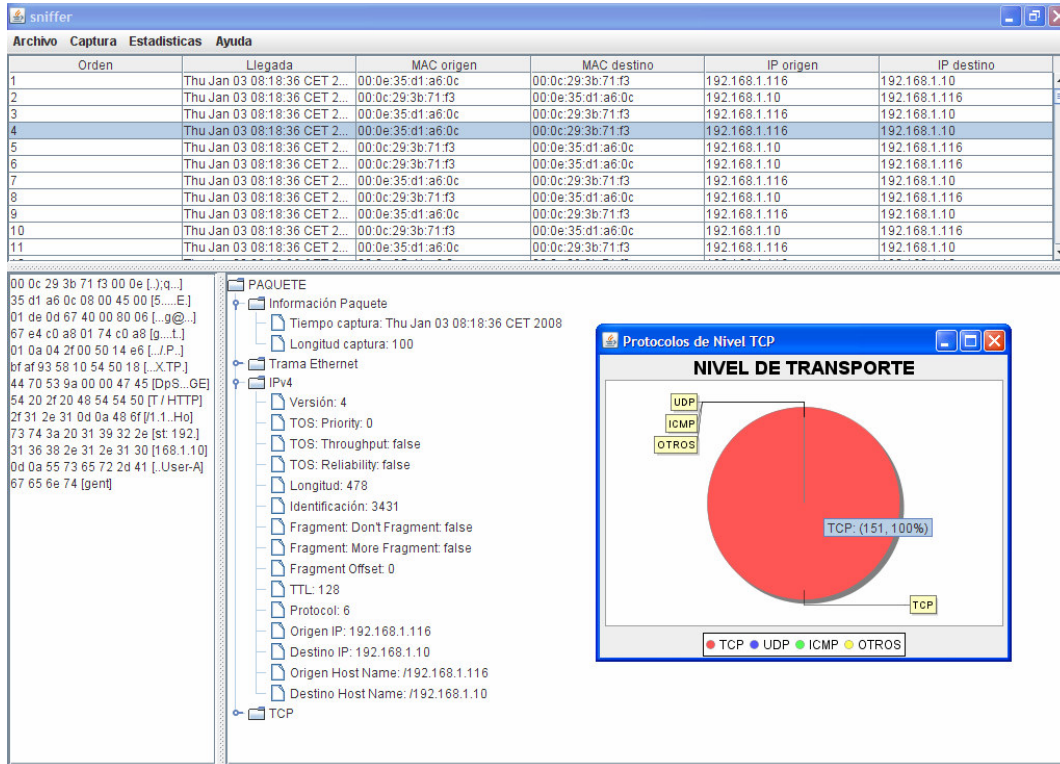 sniffer
Archivo Captura Estadisticas Ayuda
Orden Llegada MAC origen MAC destino IP origen IP destino
1 Thu Jan 03 08:18:36 CET 2... 00:0e:35:d1:a6:0c 00:0c:29:3b:71:f3 192.168.1.116 192.168.1.10
2 Thu Jan 03 08:18:36 CET 2... 00:0c:29:3b:71:f3 00:0e:35:d1:a6:0c 192.168.1.10 192.168.1.116
3 Thu Jan 03 08:18:36 CET 2... 00:0e:35:d1:a6:0c 00:0c:29:3b:71:f3 192.168.1.116 192.168.1.10
4 Thu Jan 03 08:18:36 CET 2... 00:0e:35:d1:a6:0c 00:0c:29:3b:71:f3 192.168.1.116 192.168.1.10
5 Thu Jan 03 08:18:36 CET 2... 00:0c:29:3b:71:f3 00:0e:35:d1:a6:0c 192.168.1.10 192.168.1.116
6 Thu Jan 03 08:18:36 CET 2... 00:0c:29:3b:71:f3 00:0e:35:d1:a6:0c 192.168.1.10 192.168.1.116
7 Thu Jan 03 08:18:36 CET 2... 00:0e:35:d1:a6:0c 00:0c:29:3b:71:f3 192.168.1.116 192.168.1.10
8 Thu Jan 03 08:18:36 CET 2... 00:0c:29:3b:71:f3 00:0e:35:d1:a6:0c 192.168.1.10 192.168.1.116
9 Thu Jan 03 08:18:36 CET 2... 00:0e:35:d1:a6:0c 00:0c:29:3b:71:f3 192.168.1.116 192.168.1.10
10 Thu Jan 03 08:18:36 CET 2... 00:0c:29:3b:71:f3 00:0e:35:d1:a6:0c 192.168.1.10 192.168.1.116
11 Thu Jan 03 08:18:36 CET 2... 00:0e:35:d1:a6:0c 00:0c:29:3b:71:f3 192.168.1.116 192.168.1.10
00 0c 29 3b 71 f3 00 0e [..);q...]
35 d1 a6 0c 08 00 45 00 [5.....E.]
01 de 0d 67 40 00 80 06 [...g@...]
67 e4 c0 a8 01 74 c0 a8 [g....t..]
01 0a 04 2f 00 50 14 e6 [.../.P..]
bf af 93 58 10 54 50 18 [...X.TP.]
44 70 53 9a 00 00 47 45 [DpS...GE]
54 20 2f 20 48 54 54 50 [T / HTTP]
2f 31 2e 31 0d 0a 48 6f [/1.1..Ho]
73 74 3a 20 31 39 32 2e [st: 192.]
31 36 38 2e 31 2e 31 30 [168.1.10]
0d 0a 55 73 65 72 2d 41 [..User-A]
67 65 6e 74 [gent]
PAQUETE
Información Paquete
Tiempo captura: Thu Jan 03 08:18:36 CET 2008
Longitud captura: 100
Trama Ethernet
IPv4
Versión: 4
TOS: Priority: 0
TOS: Throughput: false
TOS: Reliability: false
Longitud: 478
Identificación: 3431
Fragment: Don't Fragment: false
Fragment: More Fragment: false
Fragment Offset: 0
TTL: 128
Protocol: 6
Origen IP: 192.168.1.116
Destino IP: 192.168.1.10
Origen Host Name: /192.168.1.116
Destino Host Name: /192.168.1.10
TCP
Protocolos de Nivel TCP
NIVEL DE TRANSPORTE
UDP
ICMP
OTROS
TCP: (151, 100%)
TCP
TCP UDP ICMP OTROS